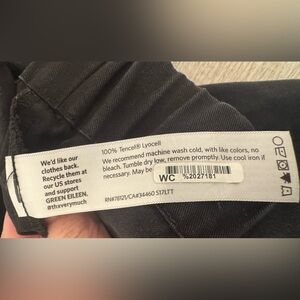 We'd like our
clothes back.
Recycle them at
our US stores
and support
GREEN EILEEN.
#thxverymuch
100% Tencel® Lyocell
We recommend machine wash cold, with like colors, no
bleach. Tumble dry low, remove promptly. Use cool iron if
necessary. May be
WC %2027181
RN#78121/CA#34460 S17LTT